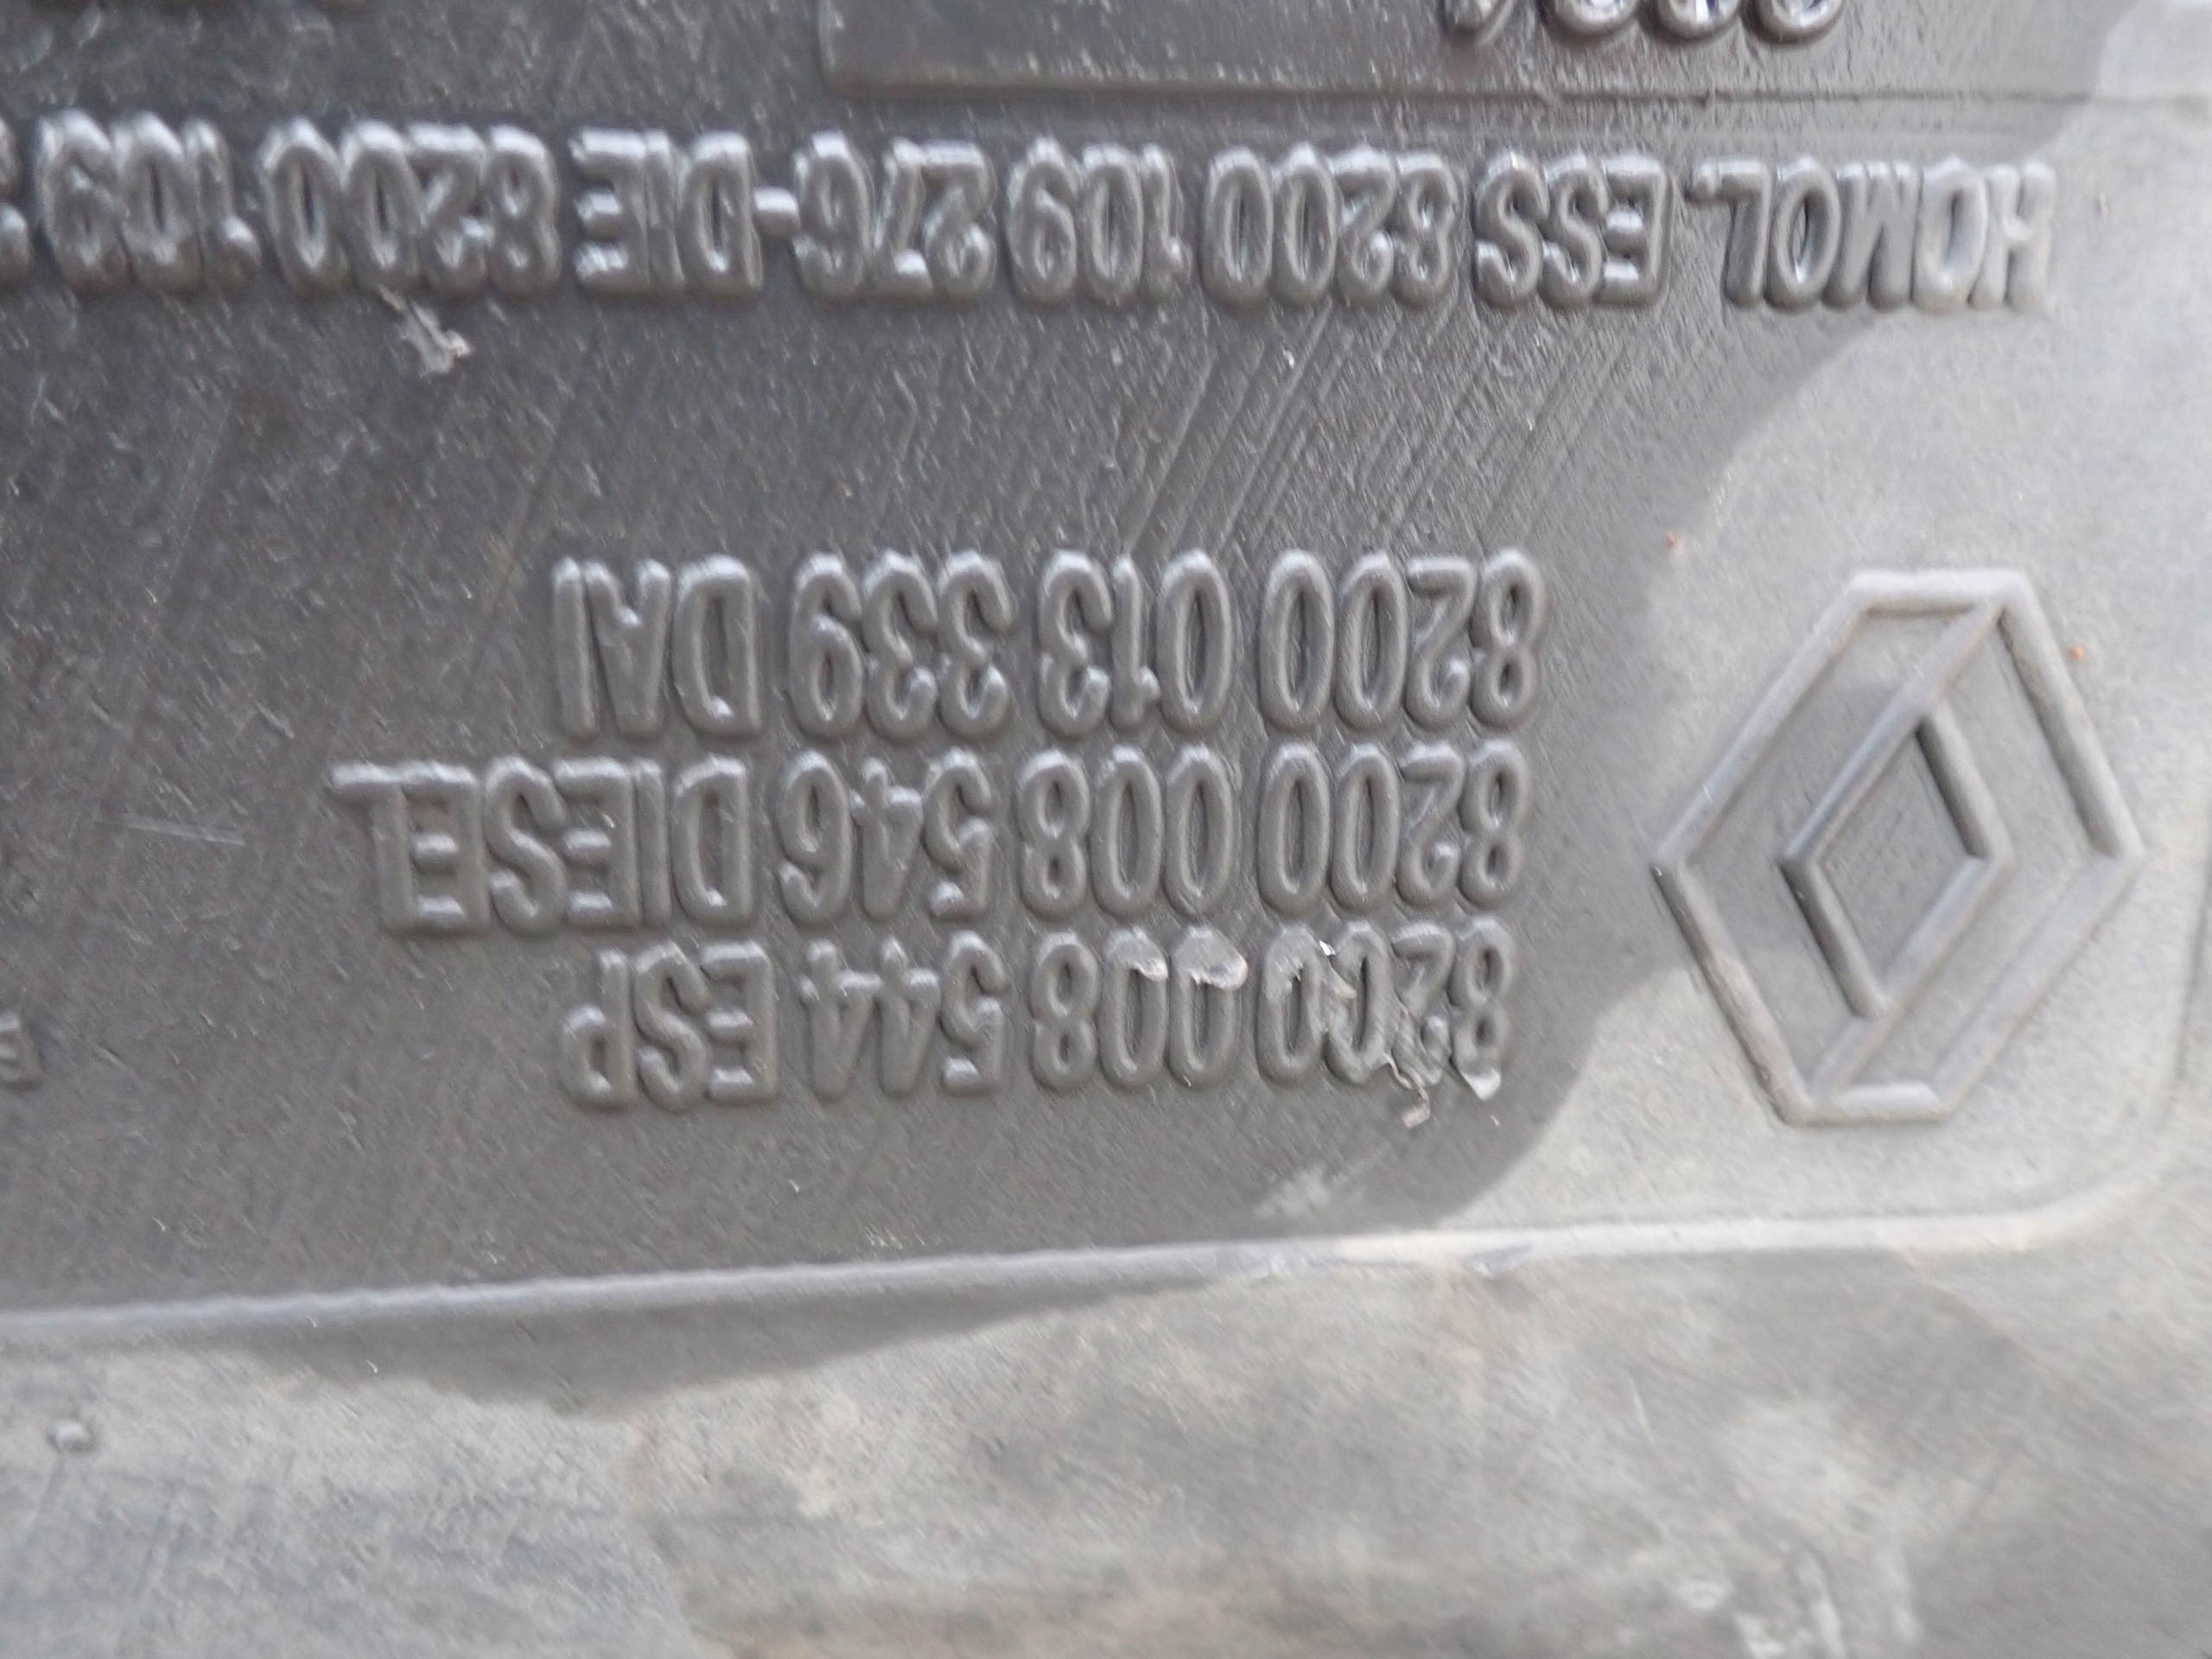 8200 008 544 ESP
8200 008 546 DIESEL
8200 013 339 DAI
HOMOL. ESS 8200 109 276-DIE 8200 109